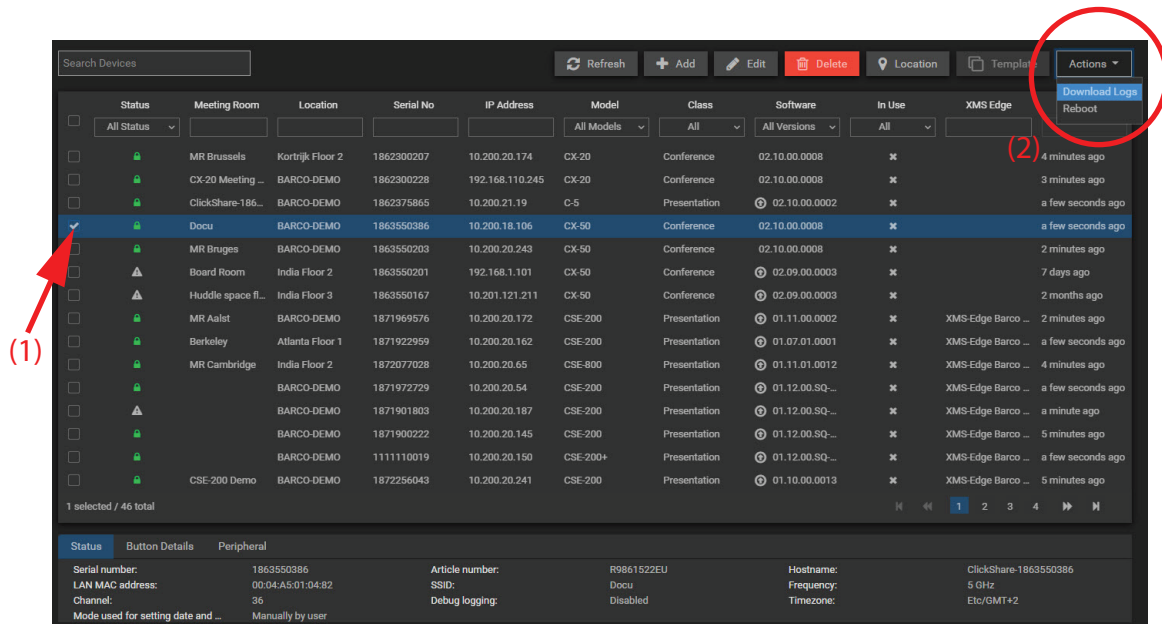 Search Devices Refresh Add Edit Delete Location Template Actions
Download Logs
Reboot
Status Meeting Room Location Serial No IP Address Model Class Software In Use XMS Edge
All Status All Models All All Versions All
(2)
MR Brussels Kortrijk Floor 2 1862300207 10.200.20.174 CX-20 Conference 02.10.00.0008 4 minutes ago
CX-20 Meeting ... BARCO-DEMO 1862300228 192.168.110.245 CX-20 Conference 02.10.00.0008 3 minutes ago
ClickShare-186... BARCO-DEMO 1862375865 10.200.21.19 C-5 Presentation 02.10.00.0002 a few seconds ago
Docu BARCO-DEMO 1863550386 10.200.18.106 CX-50 Conference 02.10.00.0008 a few seconds ago
MR Bruges BARCO-DEMO 1863550203 10.200.20.243 CX-50 Conference 02.10.00.0008 2 minutes ago
Board Room India Floor 2 1863550201 192.168.1.101 CX-50 Conference 02.09.00.0003 7 days ago
Huddle space fl... India Floor 3 1863550167 10.201.121.211 CX-50 Conference 02.09.00.0003 2 months ago
MR Aalst BARCO-DEMO 1871969576 10.200.20.172 CSE-200 Presentation 01.11.00.0002 XMS-Edge Barco ... 2 minutes ago
(1)
Berkeley Atlanta Floor 1 1871922959 10.200.20.162 CSE-200 Presentation 01.07.01.0001 XMS-Edge Barco ... a few seconds ago
MR Cambridge India Floor 2 1872077028 10.200.20.65 CSE-800 Presentation 01.11.01.0012 XMS-Edge Barco ... 4 minutes ago
BARCO-DEMO 1871972729 10.200.20.54 CSE-200 Presentation 01.12.00.SQ-... XMS-Edge Barco ... a few seconds ago
BARCO-DEMO 1871901803 10.200.20.187 CSE-200 Presentation 01.12.00.SQ-... XMS-Edge Barco ... a minute ago
BARCO-DEMO 1871900222 10.200.20.145 CSE-200 Presentation 01.12.00.SQ-... XMS-Edge Barco ... 5 minutes ago
BARCO-DEMO 1111110019 10.200.20.150 CSE-200+ Presentation 01.12.00.SQ-... XMS-Edge Barco ... a few seconds ago
CSE-200 Demo BARCO-DEMO 1872256043 10.200.20.241 CSE-200 Presentation 01.10.00.0013 XMS-Edge Barco ... 5 minutes ago
1 selected / 46 total 1 2 3 4
Status Button Details Peripheral
Serial number: 1863550386 Article number: R9861522EU Hostname: ClickShare-1863550386
LAN MAC address: 00:04:A5:01:04:82 SSID: Docu Frequency: 5 GHz
Channel: 36 Debug logging: Disabled Timezone: Etc/GMT+2
Mode used for setting date and ... Manually by user